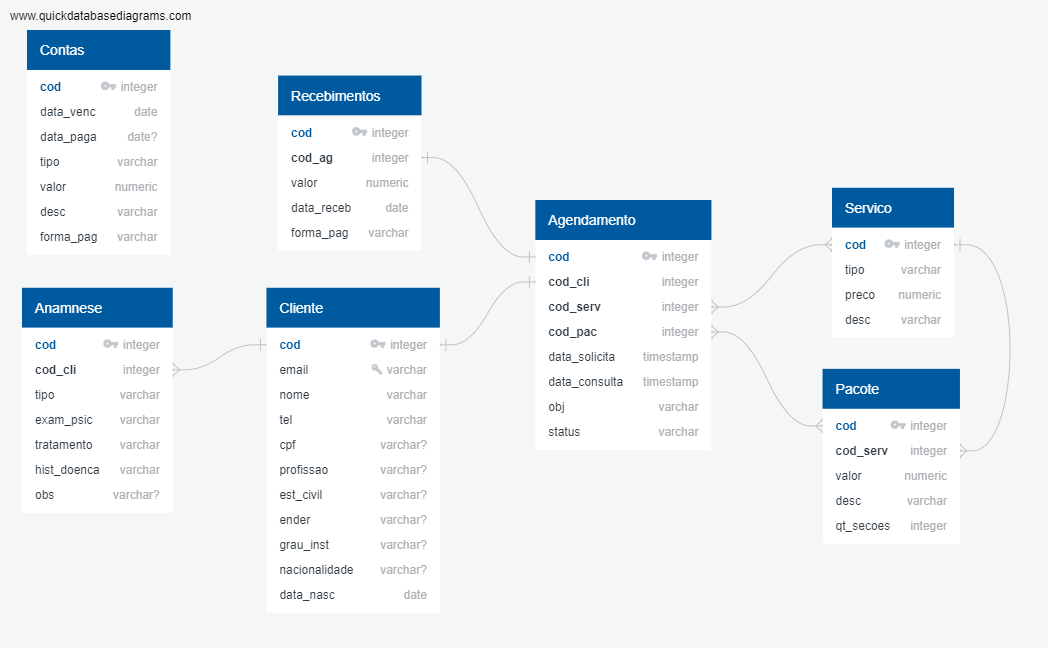 www.quickdatabasediagrams.com
Contas
cod integer
data_venc date
data_paga date?
tipo varchar
valor numeric
desc varchar
forma_pag varchar
Recebimentos
cod integer
cod_ag integer
valor numeric
data_receb date
forma_pag varchar
Agendamento
cod integer
cod_cli integer
cod_serv integer
cod_pac integer
data_solicita timestamp
data_consulta timestamp
obj varchar
status varchar
Servico
cod integer
tipo varchar
preco numeric
desc varchar
Anamnese
cod integer
cod_cli integer
tipo varchar
exam_psic varchar
tratamento varchar
hist_doenca varchar
obs varchar?
Cliente
cod integer
email varchar
nome varchar
tel varchar
cpf varchar?
profissao varchar?
est_civil varchar?
ender varchar?
grau_inst varchar?
nacionalidade varchar?
data_nasc date
Pacote
cod integer
cod_serv integer
valor numeric
desc varchar
qt_secoes integer